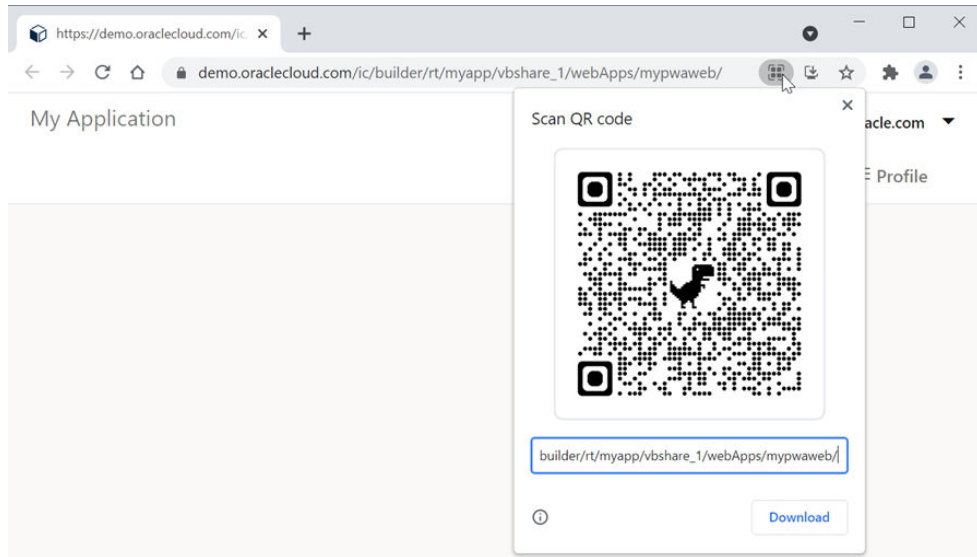 https://demo.oraclecloud.com/ic
demo.oraclecloud.com/ic/builder/rt/myapp/vbshare_1/webApps/mypwaweb/
My Application
Scan QR code
acle.com
Profile
builder/rt/myapp/vbshare_1/webApps/mypwaweb/
Download